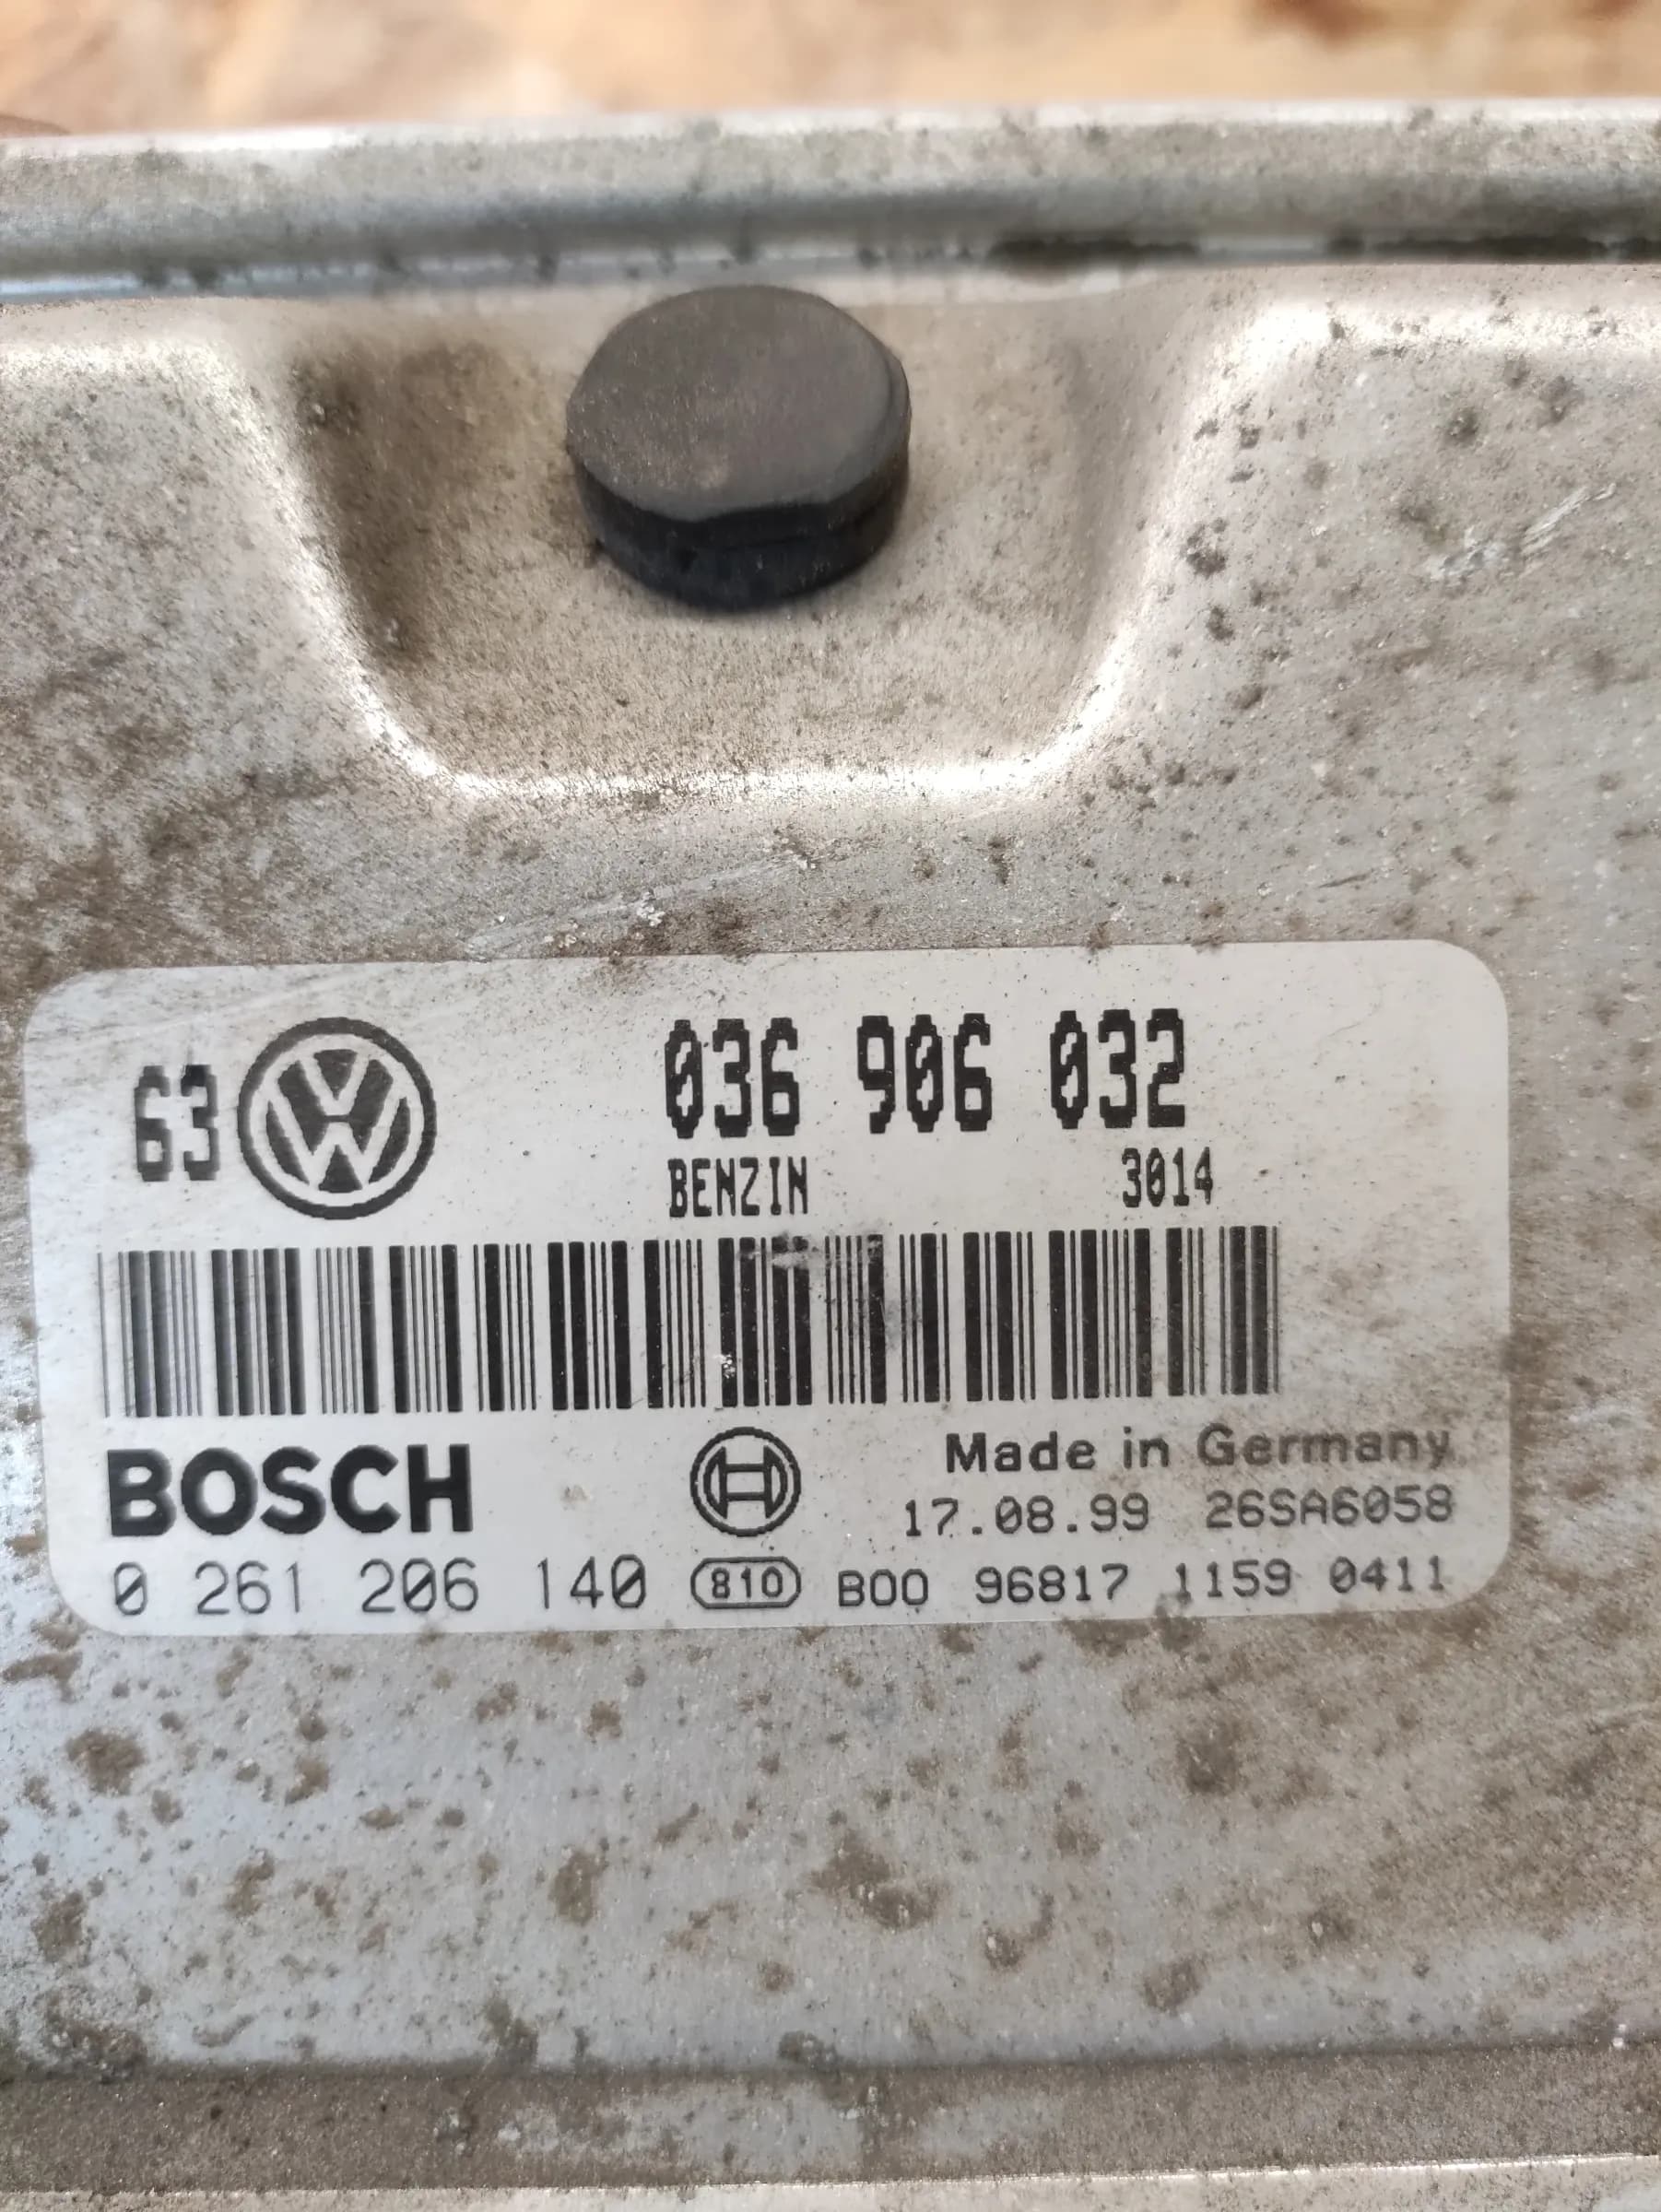 63 VW 036 906 032
BENZIN 3014
BOSCH Made in Germany
17.08.99 26SA6058
0 261 206 140 810 B00 96817 1159 0411